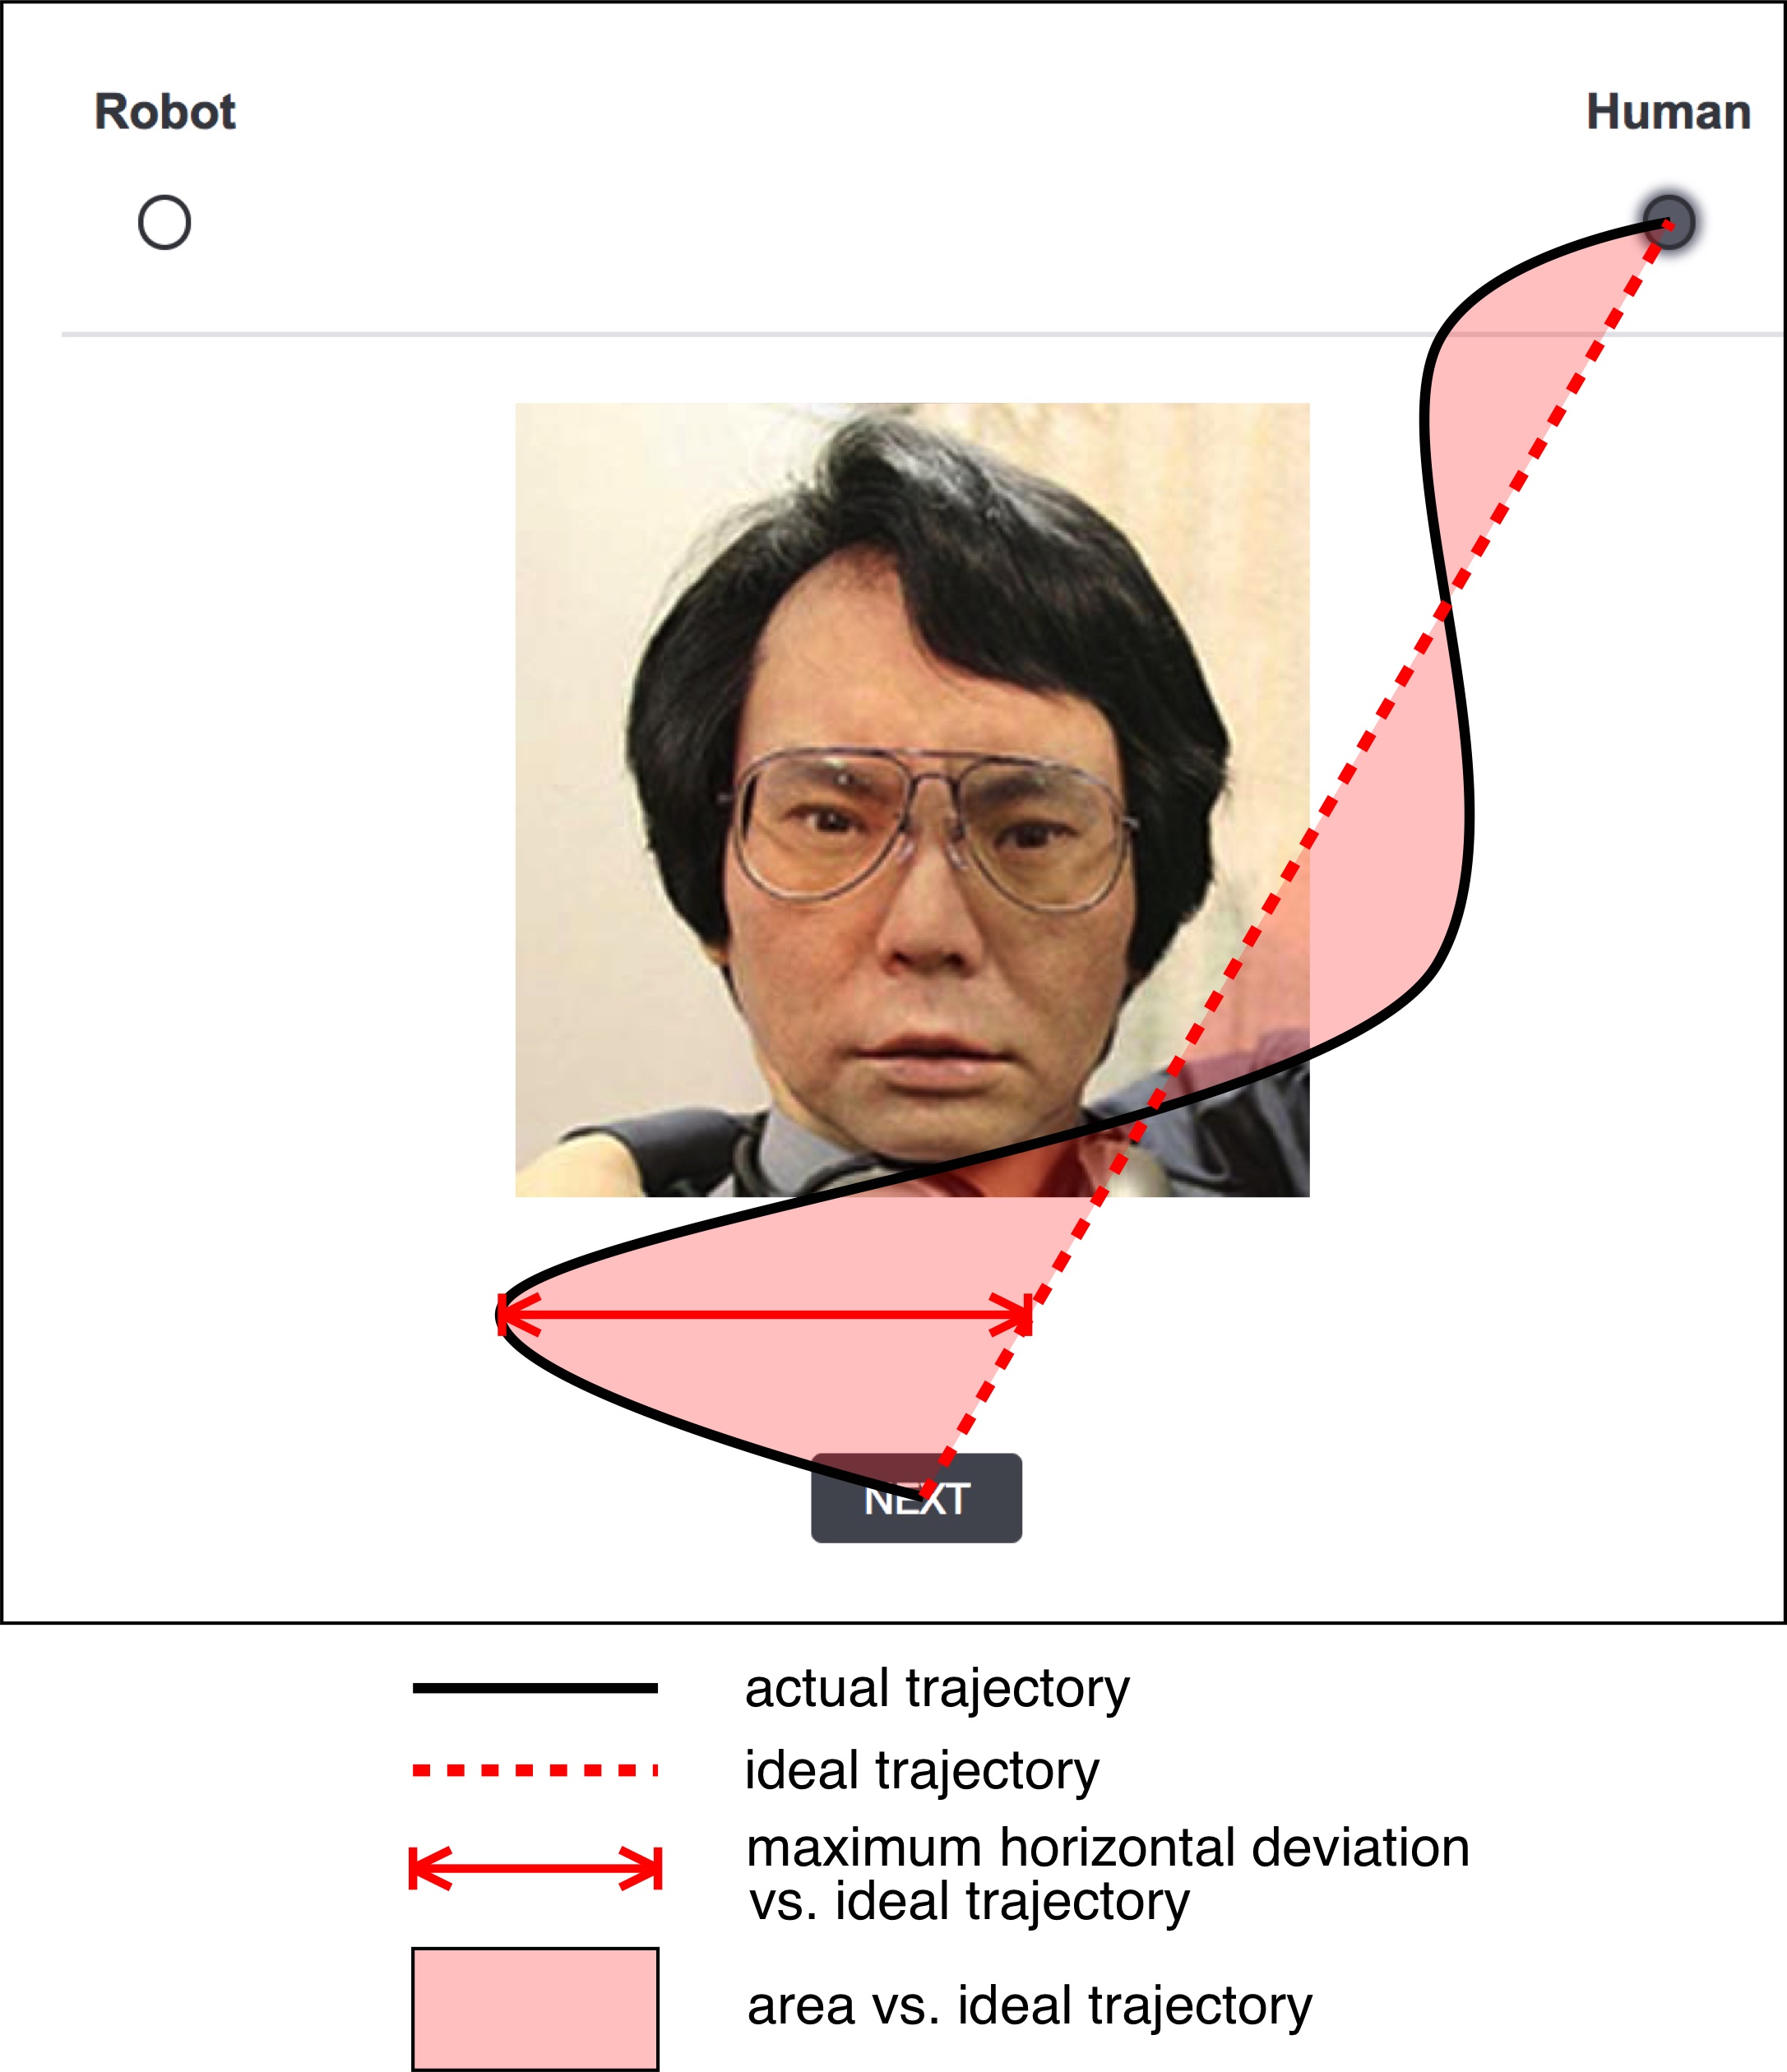 Robot
Human
NEXT
actual trajectory
ideal trajectory
maximum horizontal deviation
vs. ideal trajectory
area vs. ideal trajectory